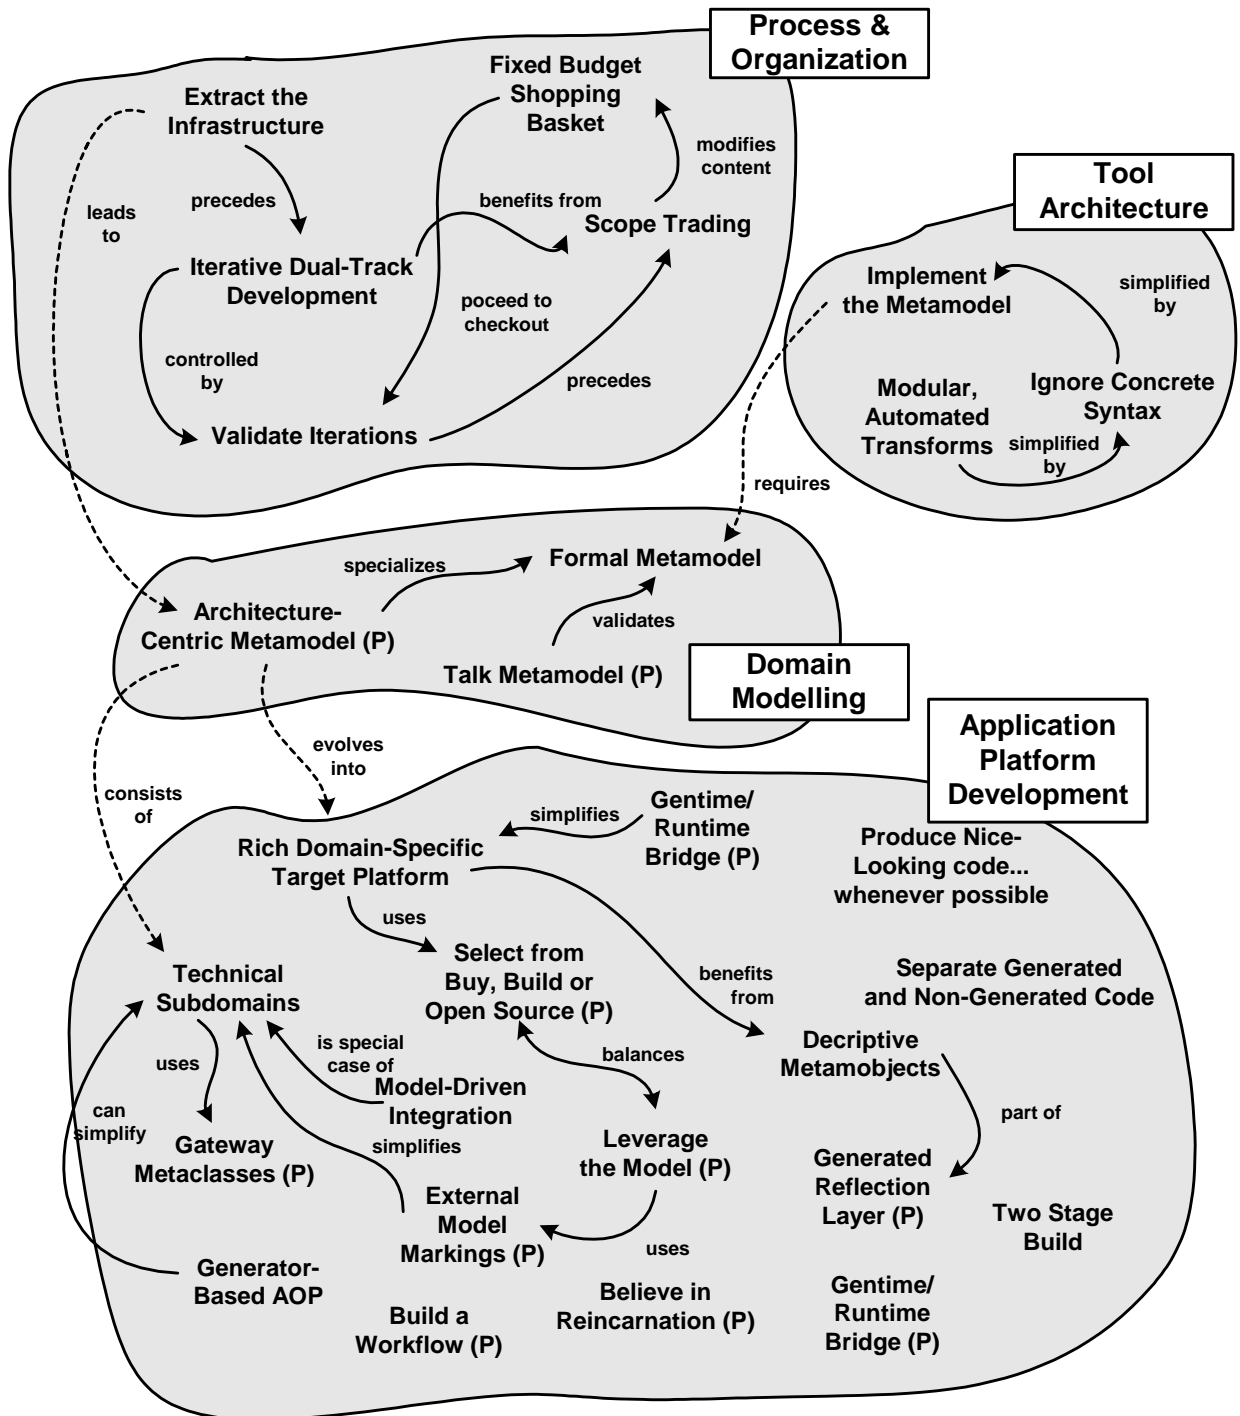 Process &
Organization
Fixed Budget
Shopping
Basket
Extract the
Infrastructure
modifies
content
precedes
benefits from
leads
to
Scope Trading
Iterative Dual-Track
Development
poceed to
checkout
controlled
by
precedes
Validate Iterations
Tool
Architecture
Implement
the Metamodel
simplified
by
Modular,
Automated
Transforms
Ignore Concrete
Syntax
simplified
by
requires
specializes
Formal Metamodel
Architecture-
Centric Metamodel (P)
validates
Talk Metamodel (P)
Domain
Modelling
evolves
into
consists
of
Application
Platform
Development
simplifies
Gentime/
Runtime
Bridge (P)
Produce Nice-
Looking code...
whenever possible
Rich Domain-Specific
Target Platform
uses
Select from
Buy, Build or
Open Source (P)
benefits
from
Separate Generated
and Non-Generated Code
Technical
Subdomains
Decriptive
Metamobjects
is special
case of
balances
uses
Model-Driven
Integration
part of
can
simplify
Gateway
Metaclasses (P)
simplifies
Leverage
the Model (P)
Generated
Reflection
Layer (P)
External
Model
Markings (P)
Two Stage
Build
uses
Generator-
Based AOP
Believe in
Reincarnation (P)
Gentime/
Runtime
Bridge (P)
Build a
Workflow (P)